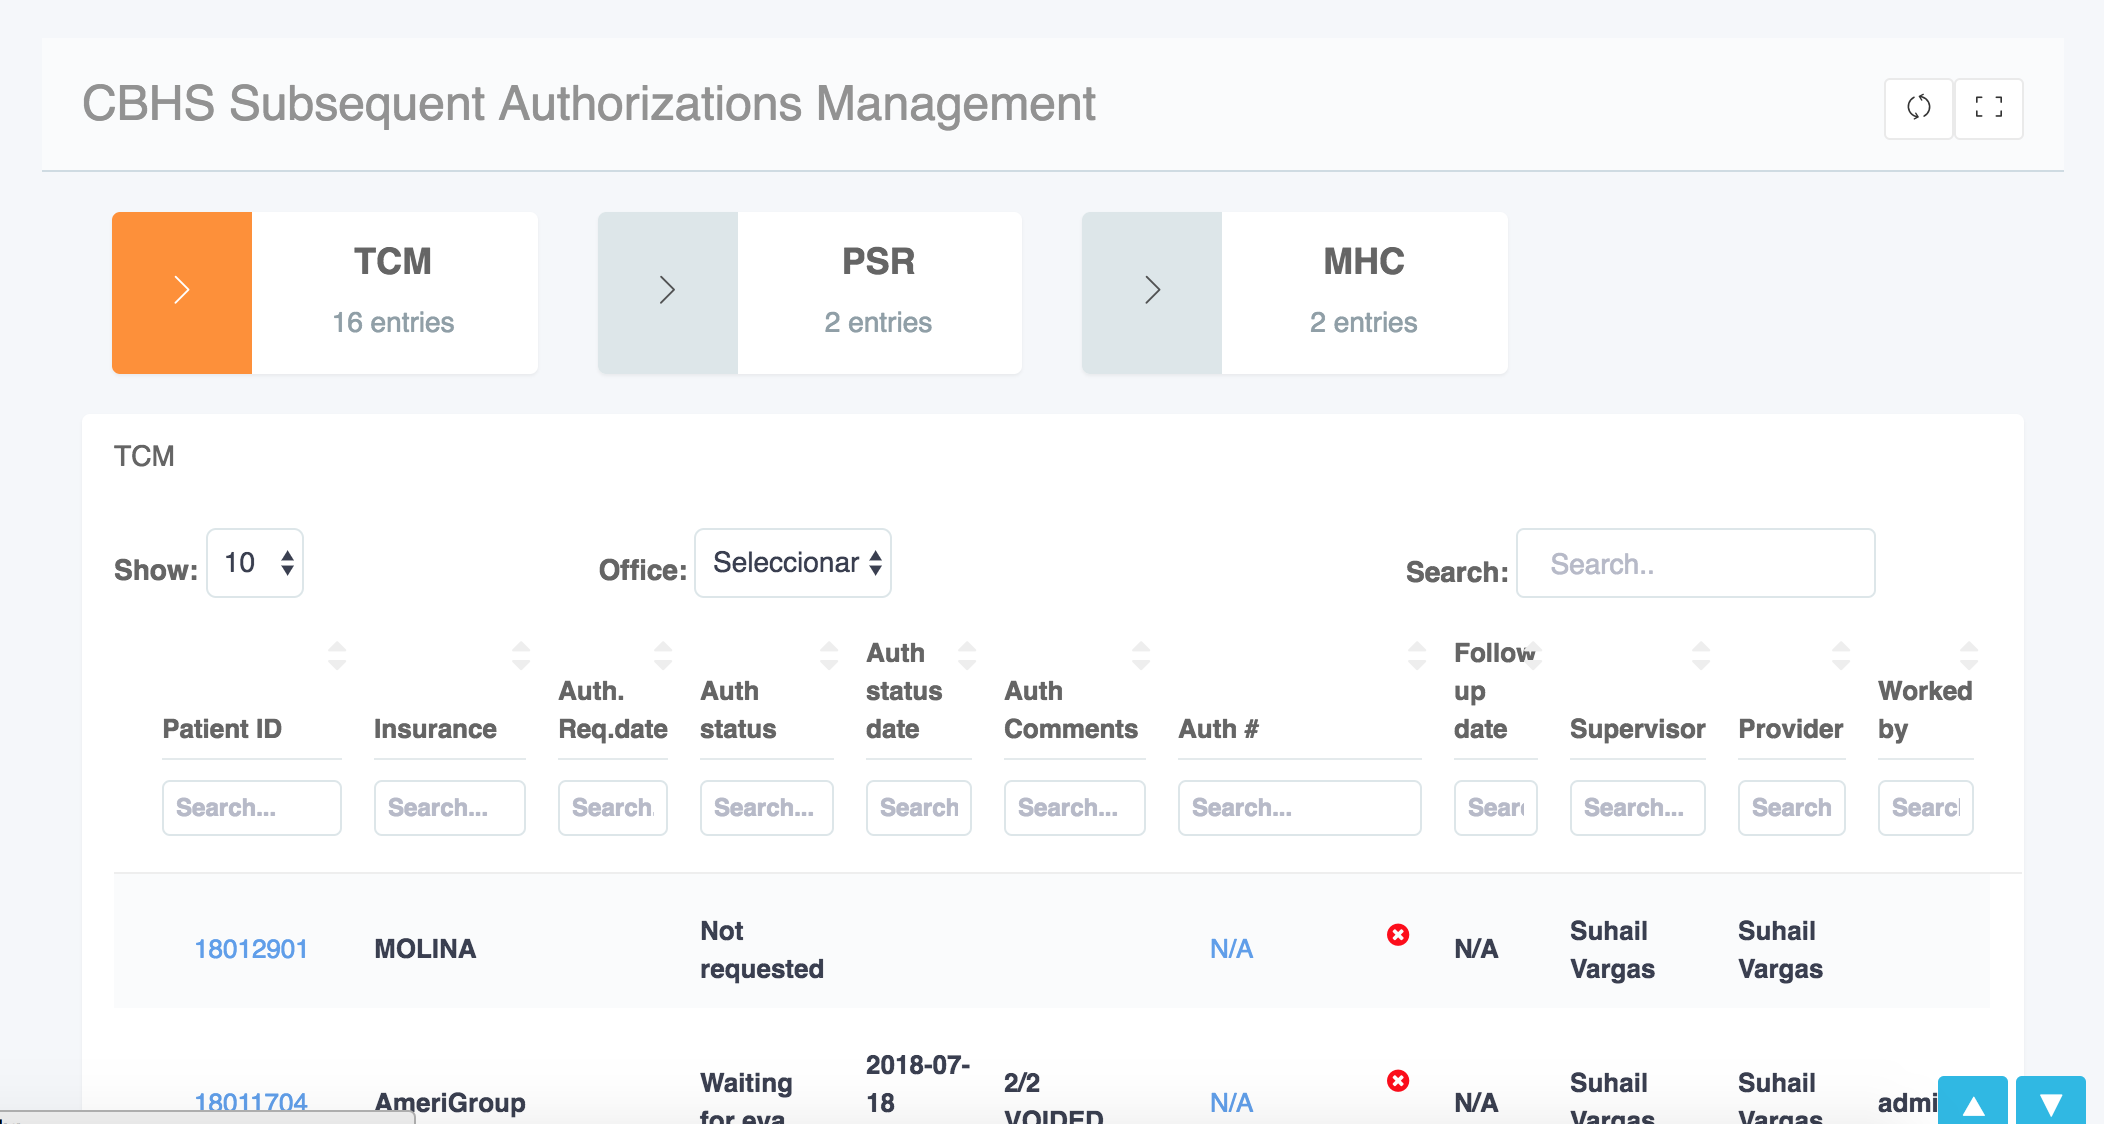 CBHS Subsequent Authorizations Management
TCM
16 entries
PSR
2 entries
MHC
2 entries
TCM
Show: 10
Office: Seleccionar
Search: Search..
Patient ID
Insurance
Auth.
Req.date
Auth
status
Auth
status
date
Auth
Comments
Auth #
Follow
up
date
Supervisor
Provider
Worked
by
Search...
Search...
Search.
Search...
Search
Search...
Search...
Sear
Search...
Search
Searc
18012901
MOLINA
Not
requested
N/A
N/A
Suhail
Vargas
Suhail
Vargas
18011704
AmeriGroup
Waiting
for eva
2018-07-
18
2/2
VOIDED
N/A
N/A
Suhail
Vargas
Suhail
Vargas
admi